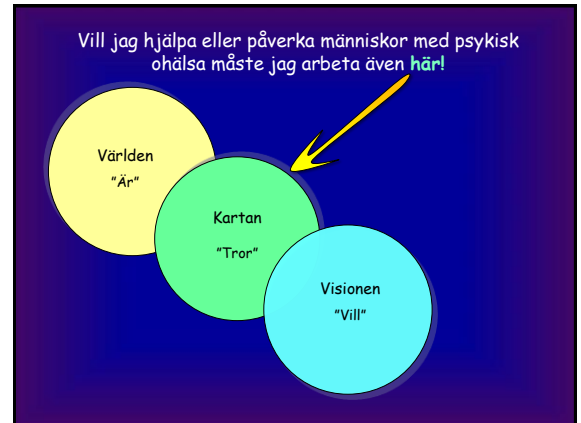 Vill jag hjälpa eller påverka människor med psykisk
ohälsa måste jag arbeta även här!
Världen
”Är”
Kartan
”Tror”
Visionen
”Vill”